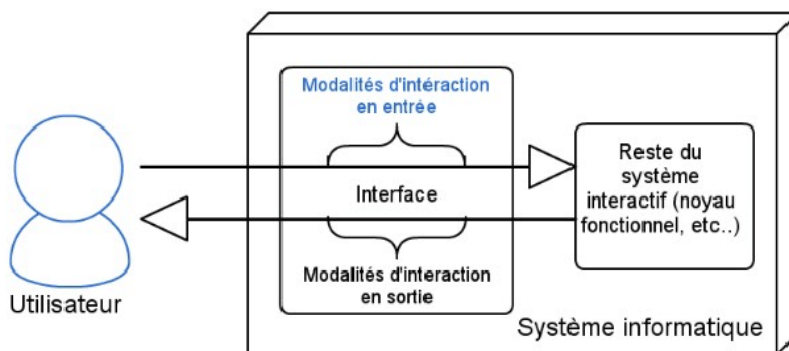 Modalités d'intéraction
en entrée
Interface
Modalités d'interaction
en sortie
Reste du
système
interactif (noyau
fonctionnel, etc..)
Utilisateur
Système informatique